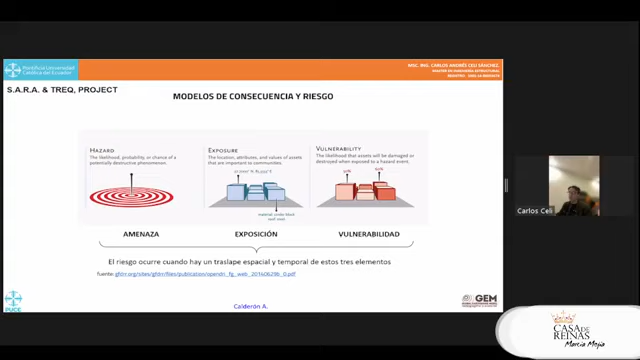 Pontificia Universidad
Católica del Ecuador
MSC. ING. CARLOS ANDRÉS CELI SÁNCHEZ.
S.A.R.A. & TREQ, PROJECT
MODELOS DE CONSECUENCIA Y RIESGO
HAZARD
The likelihood, probability, or chance of a
potentially destructive phenomenon.
EXPOSURE
The location, attributes, and values of assets
that are important to communities.
VULNERABILITY
The likelihood that assets will be damaged or
destroyed when exposed to a hazard event.
AMENAZA
EXPOSICIÓN
VULNERABILIDAD
El riesgo ocurre cuando hay un traslape espacial y temporal de estos tres elementos
Calderón A.
PUCE
GEM
Carlos Celi
CASA DE
REINAS
Marcia Mejía